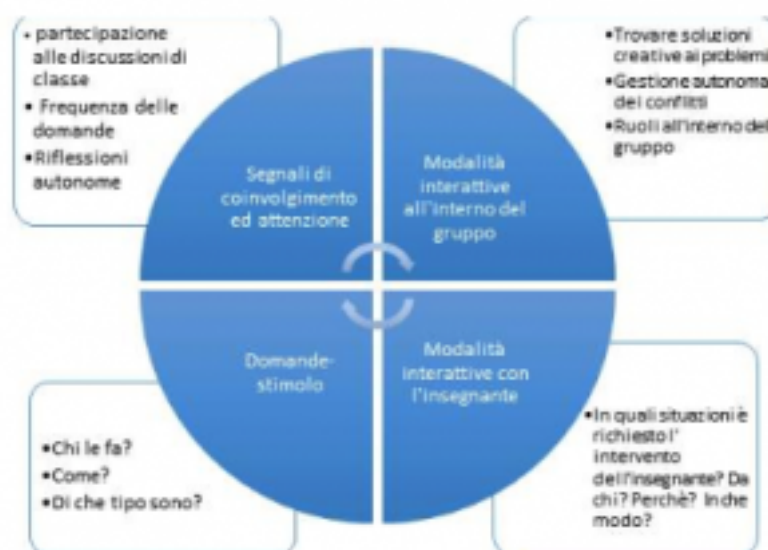 • partecipazione
alle discussioni di
classe
• Frequenza delle
domande
•Riflessioni
autonome
•Trovare soluzioni
creative ai problemi
•Gestione autonoma
dei conflitti
•Ruoli all'interno del
gruppo
Segnali di
coinvolgimento
ed attenzione
Modalità
interattive
all'interno del
gruppo
Domande-
stimolo
Modalità
interattive con
l'insegnante
•Chi le fa?
•Come?
•Di che tipo sono?
•In quali situazioni è
richiesto l'
intervento
dell'insegnante? Da
chi? Perchè? In che
modo?